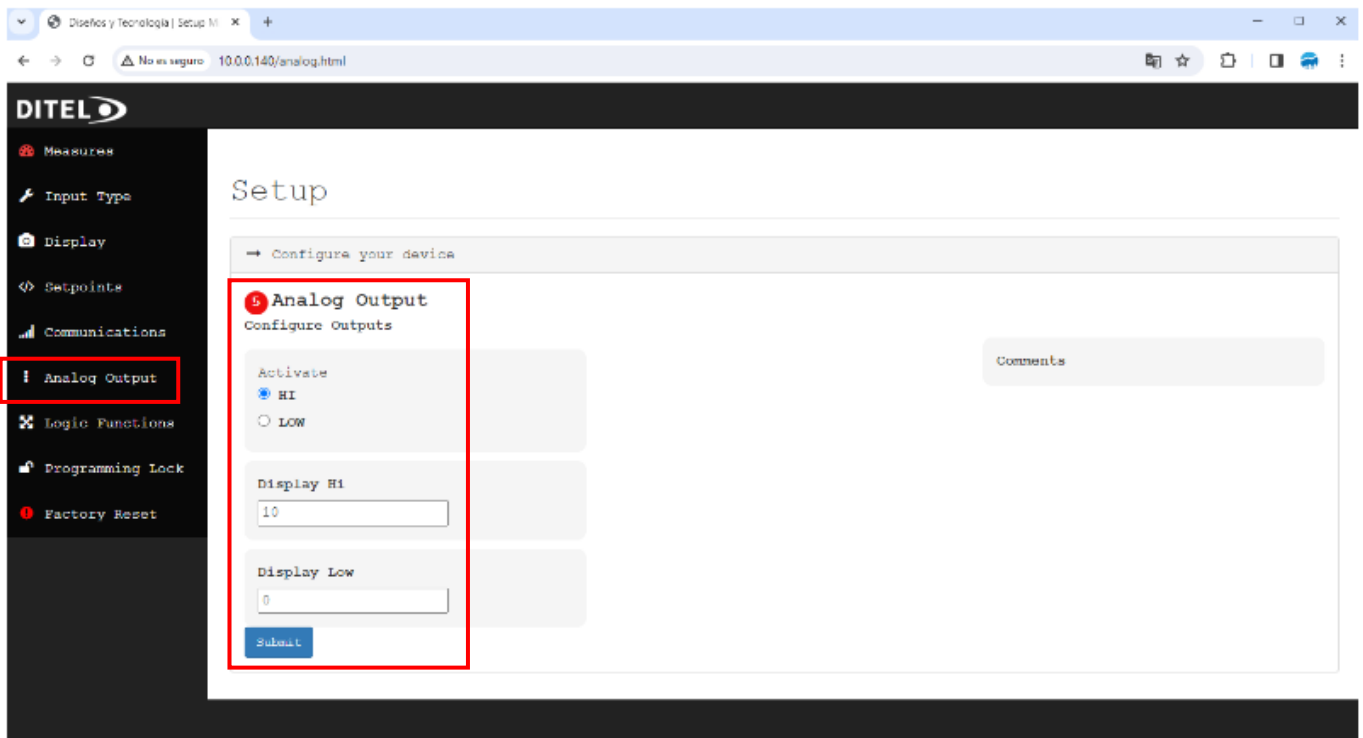 Diseños y Tecnología | Setup M
No es seguro 10.0.0.140/analog.html
DITEL
Measures
Input Type
Display
Setpoints
Communications
Analog Output
Logic Functions
Programming Lock
Factory Reset
Setup
Configure your device
5 Analog Output
Configure Outputs
Activate
HI
LOW
Display Hi
10
Display Low
0
Submit
Comments